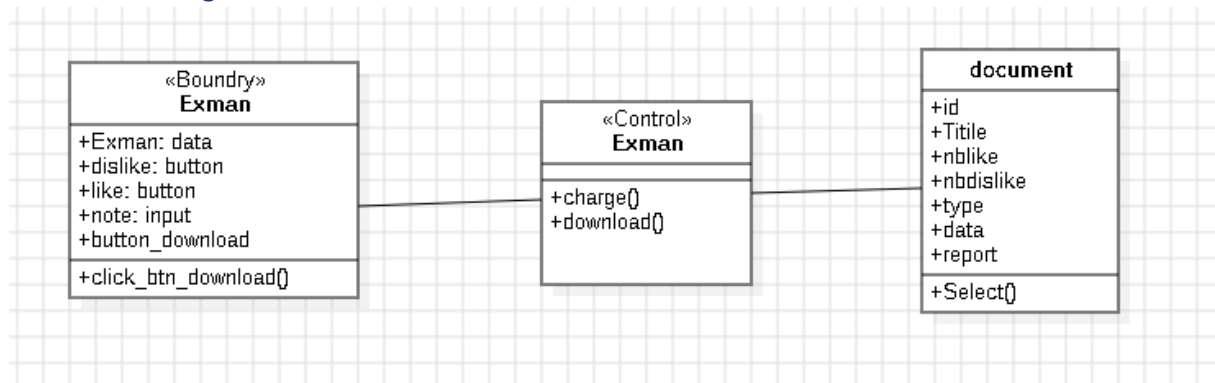 «Boundry»
Exman
+Exman: data
+dislike: button
+like: button
+note: input
+button_download
+click_btn_download()
«Control»
Exman
+charge()
+download()
document
+id
+Titile
+nblike
+nbdislike
+type
+data
+report
+Select()